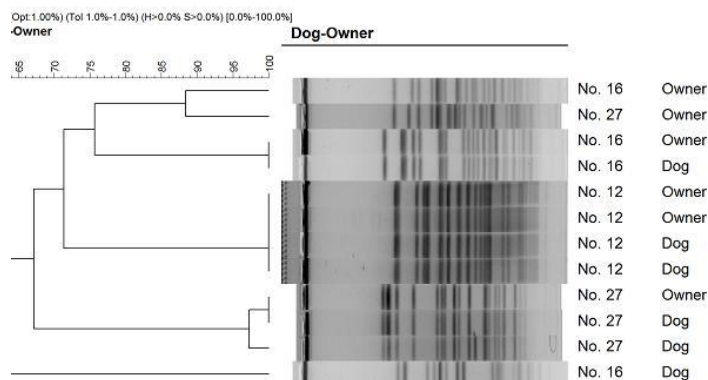 Opt:1.00%) (Tol 1.0%-1.0%) (H>0.0% S>0.0%) [0.0%-100.0%]
-Owner
Dog-Owner
65 70 75 80 85 90 95 100
No. 16 Owner
No. 27 Owner
No. 16 Owner
No. 16 Dog
No. 12 Owner
No. 12 Owner
No. 12 Dog
No. 12 Dog
No. 27 Owner
No. 27 Dog
No. 27 Dog
No. 16 Dog